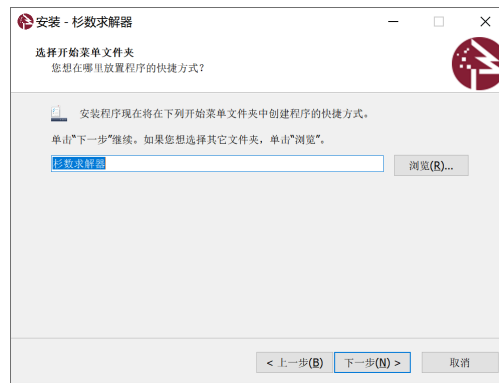 安装 - 杉数求解器
选择开始菜单文件夹
您想在哪里放置程序的快捷方式?
安装程序现在将在下列开始菜单文件夹中创建程序的快捷方式。
单击“下一步”继续。如果您想选择其它文件夹，单击“浏览”。
杉数求解器
浏览(R)...
< 上一步(B)
下一步(N) >
取消